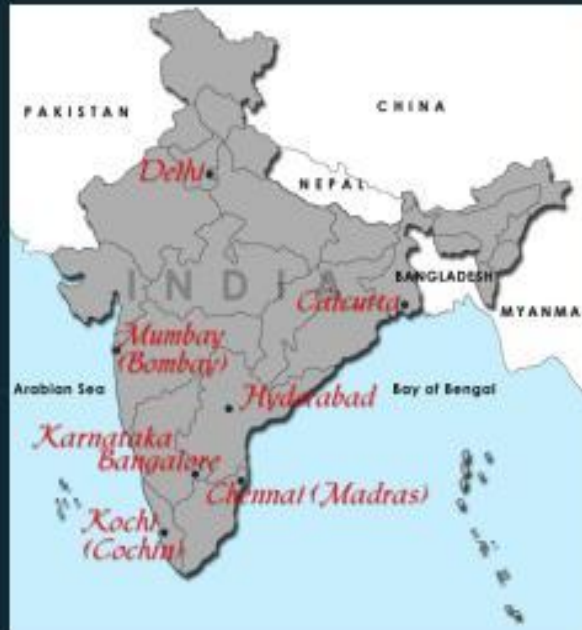 PAKISTAN
CHINA
Delhi
NEPAL
INDIA
BANGLADESH
Calcutta
MYANMA
Mumbay
(Bombay)
Arabian Sea
Hyderabad
Bay of Bengal
Karnataka
Bangalore
Chennai (Madras)
Kochi
(Cochin)